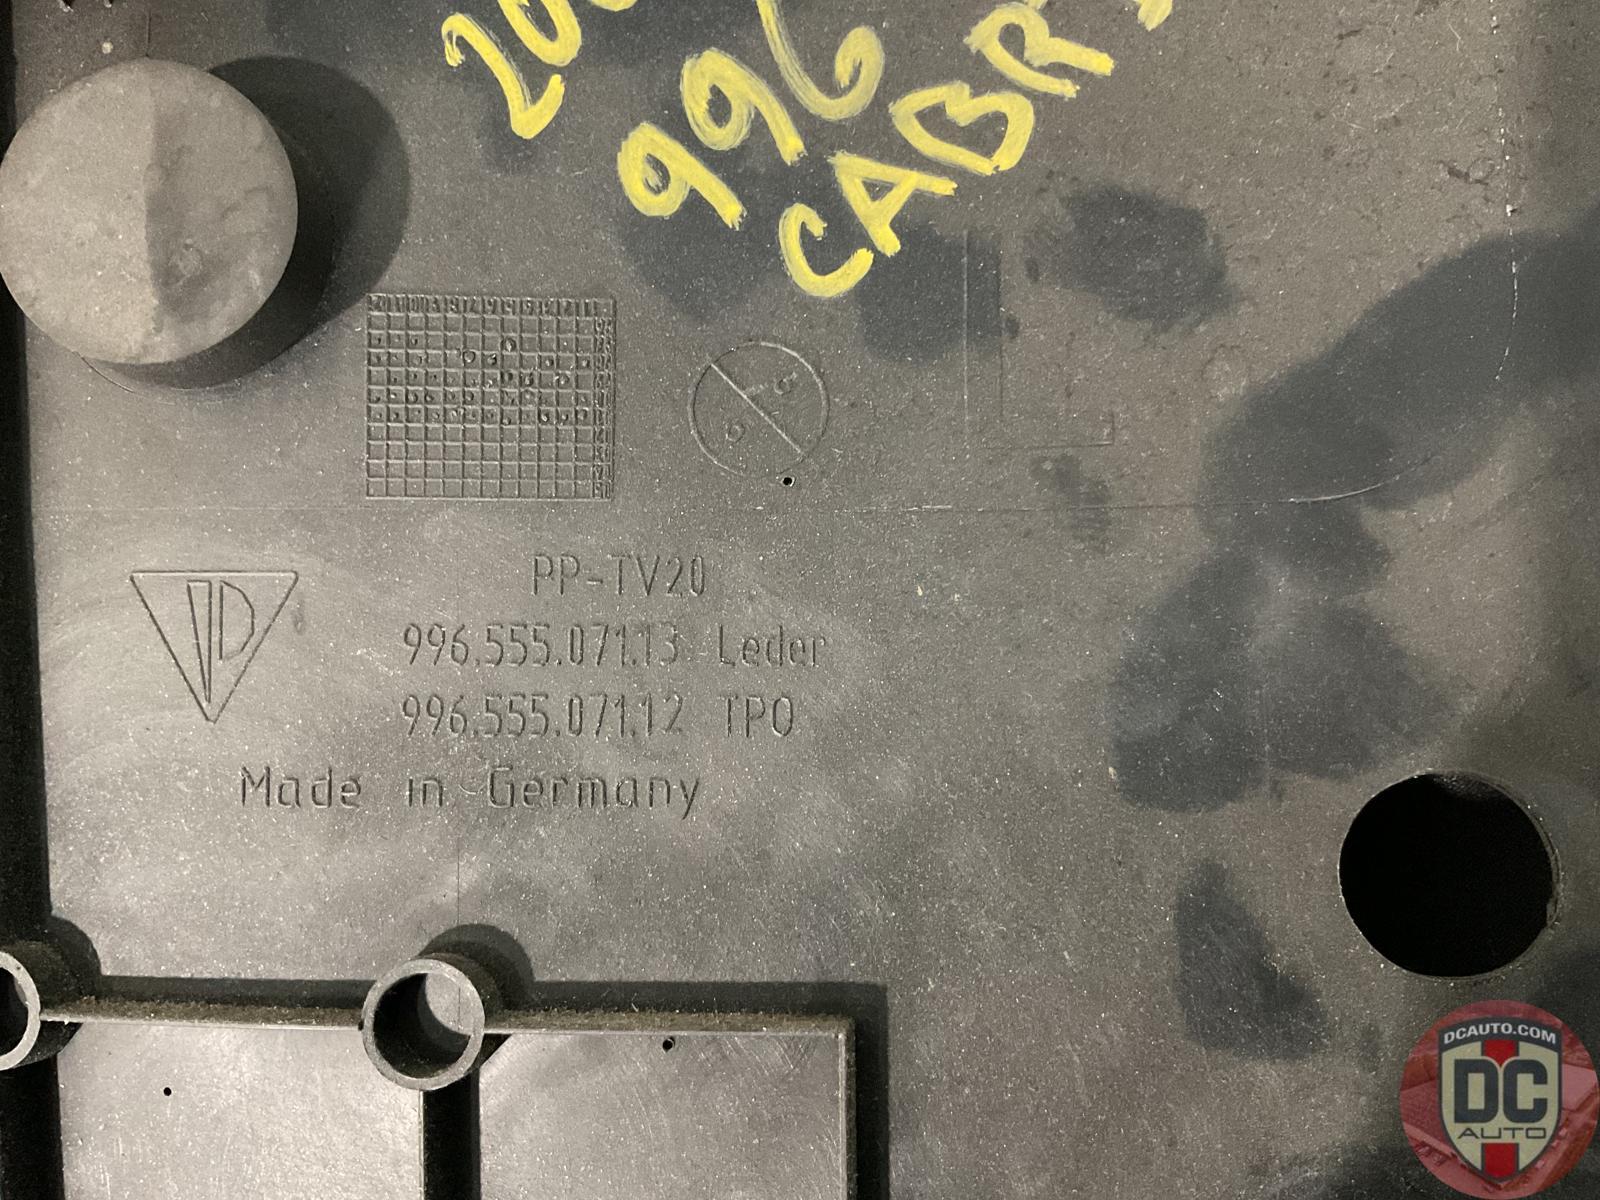 200
996
CABR
PP-TV20
996.555.071.13 Leder
996.555.071.12 TPO
Made in Germany
DCAUTO.COM
DC
AUTO